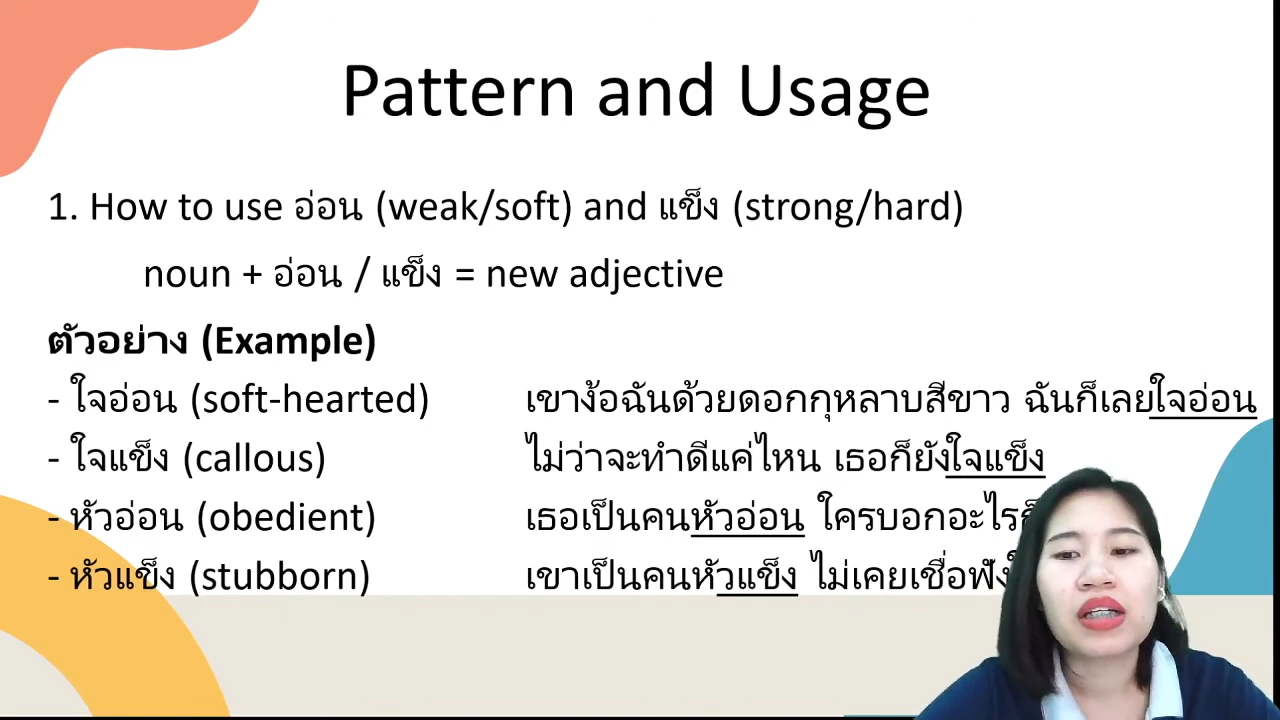 Pattern and Usage
1. How to use อ่อน (weak/soft) and แข็ง (strong/hard)
noun + อ่อน / แข็ง = new adjective
ตัวอย่าง (Example)
- ใจอ่อน (soft-hearted) เขาง้อฉันด้วยดอกกุหลาบสีขาว ฉันก็เลยใจอ่อน
- ใจแข็ง (callous) ไม่ว่าจะทำดีแค่ไหน เธอก็ยังใจแข็ง
- หัวอ่อน (obedient) เธอเป็นคนหัวอ่อน ใครบอกอะไร
- หัวแข็ง (stubborn) เขาเป็นคนหัวแข็ง ไม่เคยเชื่อฟัง